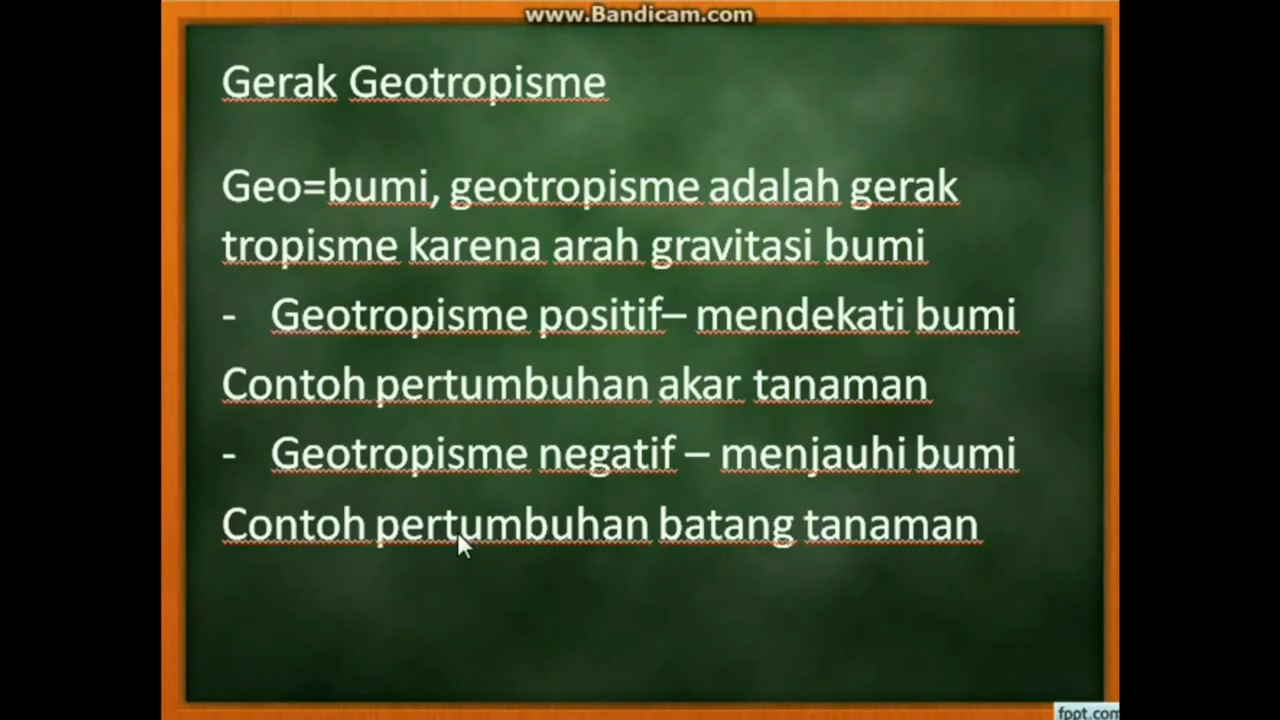 www.Bandicam.com
Gerak Geotropisme
Geo=bumi, geotropisme adalah gerak
tropisme karena arah gravitasi bumi
- Geotropisme positif– mendekati bumi
Contoh pertumbuhan akar tanaman
- Geotropisme negatif – menjauhi bumi
Contoh pertumbuhan batang tanaman
fppt.com